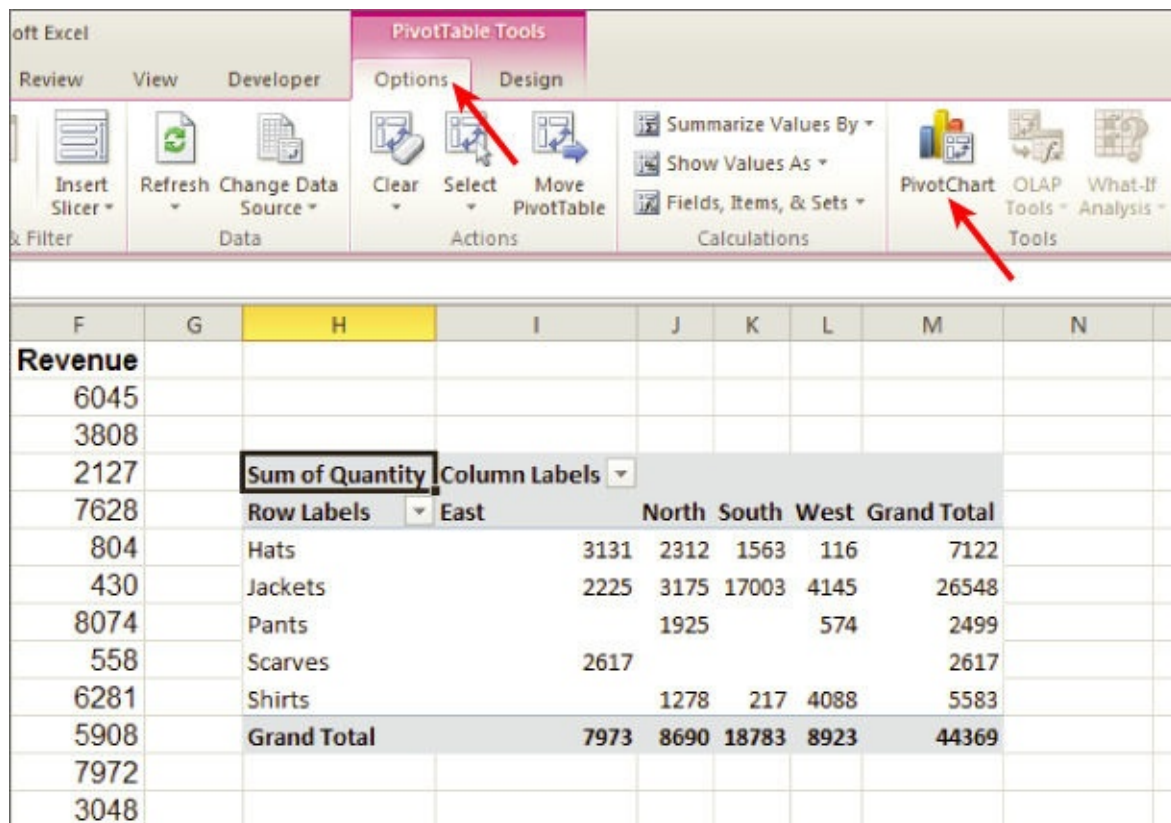 oft Excel PivotTable Tools
Review View Developer Options Design
Insert Slicer Refresh Change Data Source Clear Select Move PivotTable Summarize Values By PivotChart OLAP Tools What-If Analysis
Show Values As
Fields, Items, & Sets
& Filter Data Actions Calculations Tools
F G H I J K L M N
Revenue
6045
3808
2127 Sum of Quantity Column Labels
7628 Row Labels East North South West Grand Total
804 Hats 3131 2312 1563 116 7122
430 Jackets 2225 3175 17003 4145 26548
8074 Pants 1925 574 2499
558 Scarves 2617 2617
6281 Shirts 1278 217 4088 5583
5908 Grand Total 7973 8690 18783 8923 44369
7972
3048